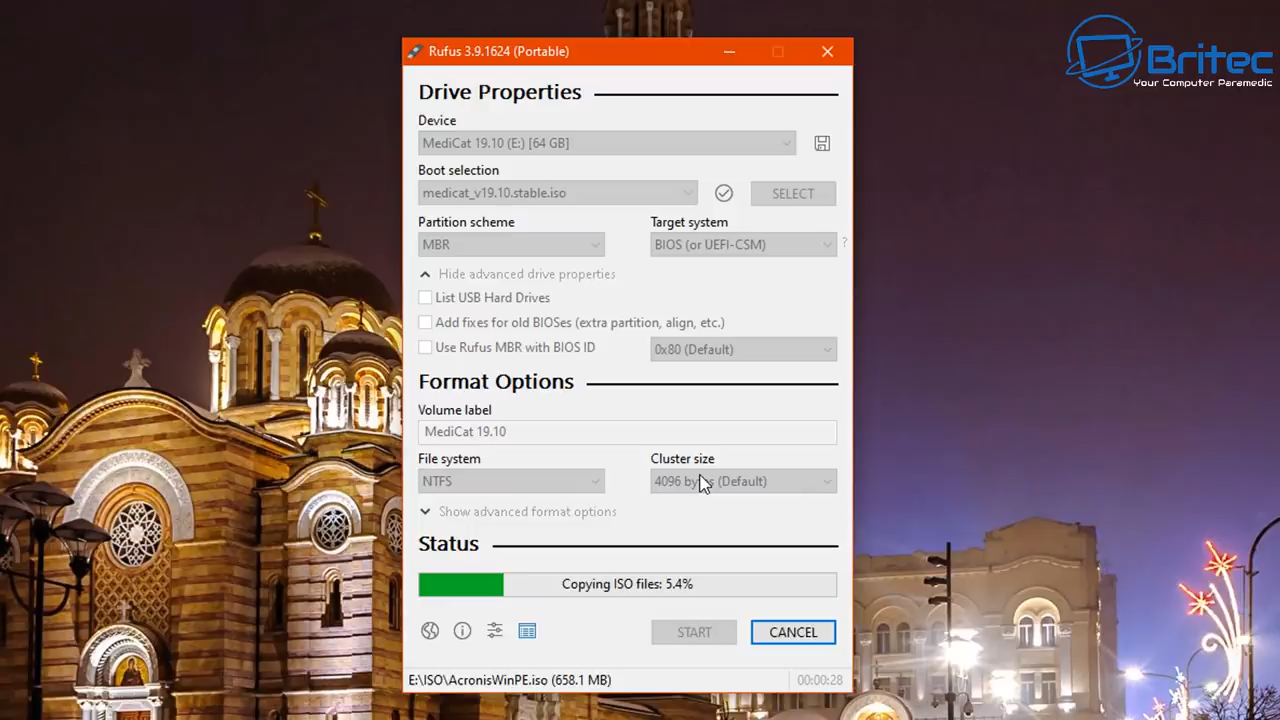 Britec
Your Computer Paramedic
Rufus 3.9.1624 (Portable)
Drive Properties
Device
MediCat 19.10 (E:) [64 GB]
Boot selection
medicat_v19.10.stable.iso
SELECT
Partition scheme
Target system
MBR
BIOS (or UEFI-CSM)
?
Hide advanced drive properties
List USB Hard Drives
Add fixes for old BIOSes (extra partition, align, etc.)
Use Rufus MBR with BIOS ID
0x80 (Default)
Format Options
Volume label
MediCat 19.10
File system
Cluster size
NTFS
4096 bytes (Default)
Show advanced format options
Status
Copying ISO files: 5.4%
START
CANCEL
E:\ISO\AcronisWinPE.iso (658.1 MB)
00:00:28